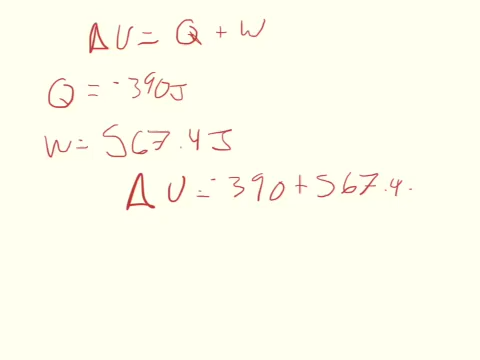 ΔU = Q + W
Q = -390J
W = 567.4J
ΔU = -390 + 567.4.